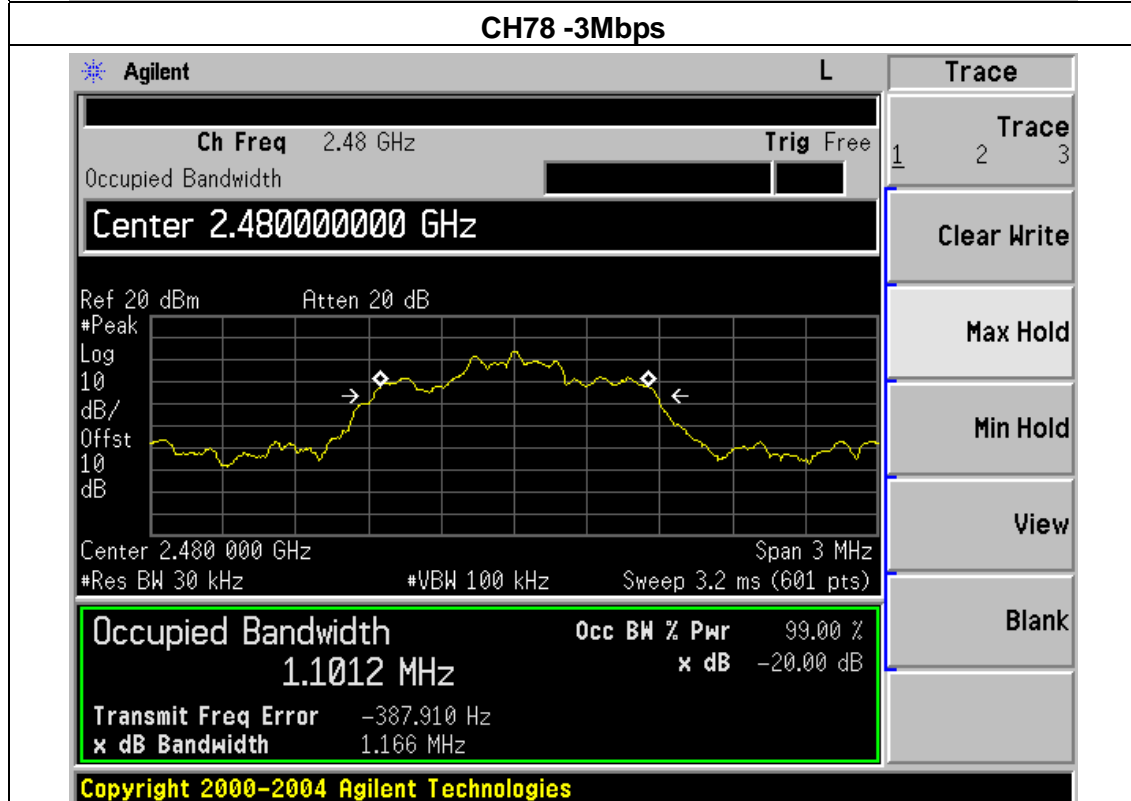 CH78 -3Mbps
Agilent L Trace
Ch Freq 2.48 GHz Trig Free
Occupied Bandwidth
Center 2.480000000 GHz
Ref 20 dBm Atten 20 dB
#Peak
Log
10
dB/
Offst
10
dB
Center 2.480 000 GHz Span 3 MHz
#Res BW 30 kHz #VBW 100 kHz Sweep 3.2 ms (601 pts)
Occupied Bandwidth Occ BW % Pwr 99.00 %
1.1012 MHz x dB -20.00 dB
Transmit Freq Error -387.910 Hz
x dB Bandwidth 1.166 MHz
Copyright 2000-2004 Agilent Technologies
Trace
1 2 3
Clear Write
Max Hold
Min Hold
View
Blank